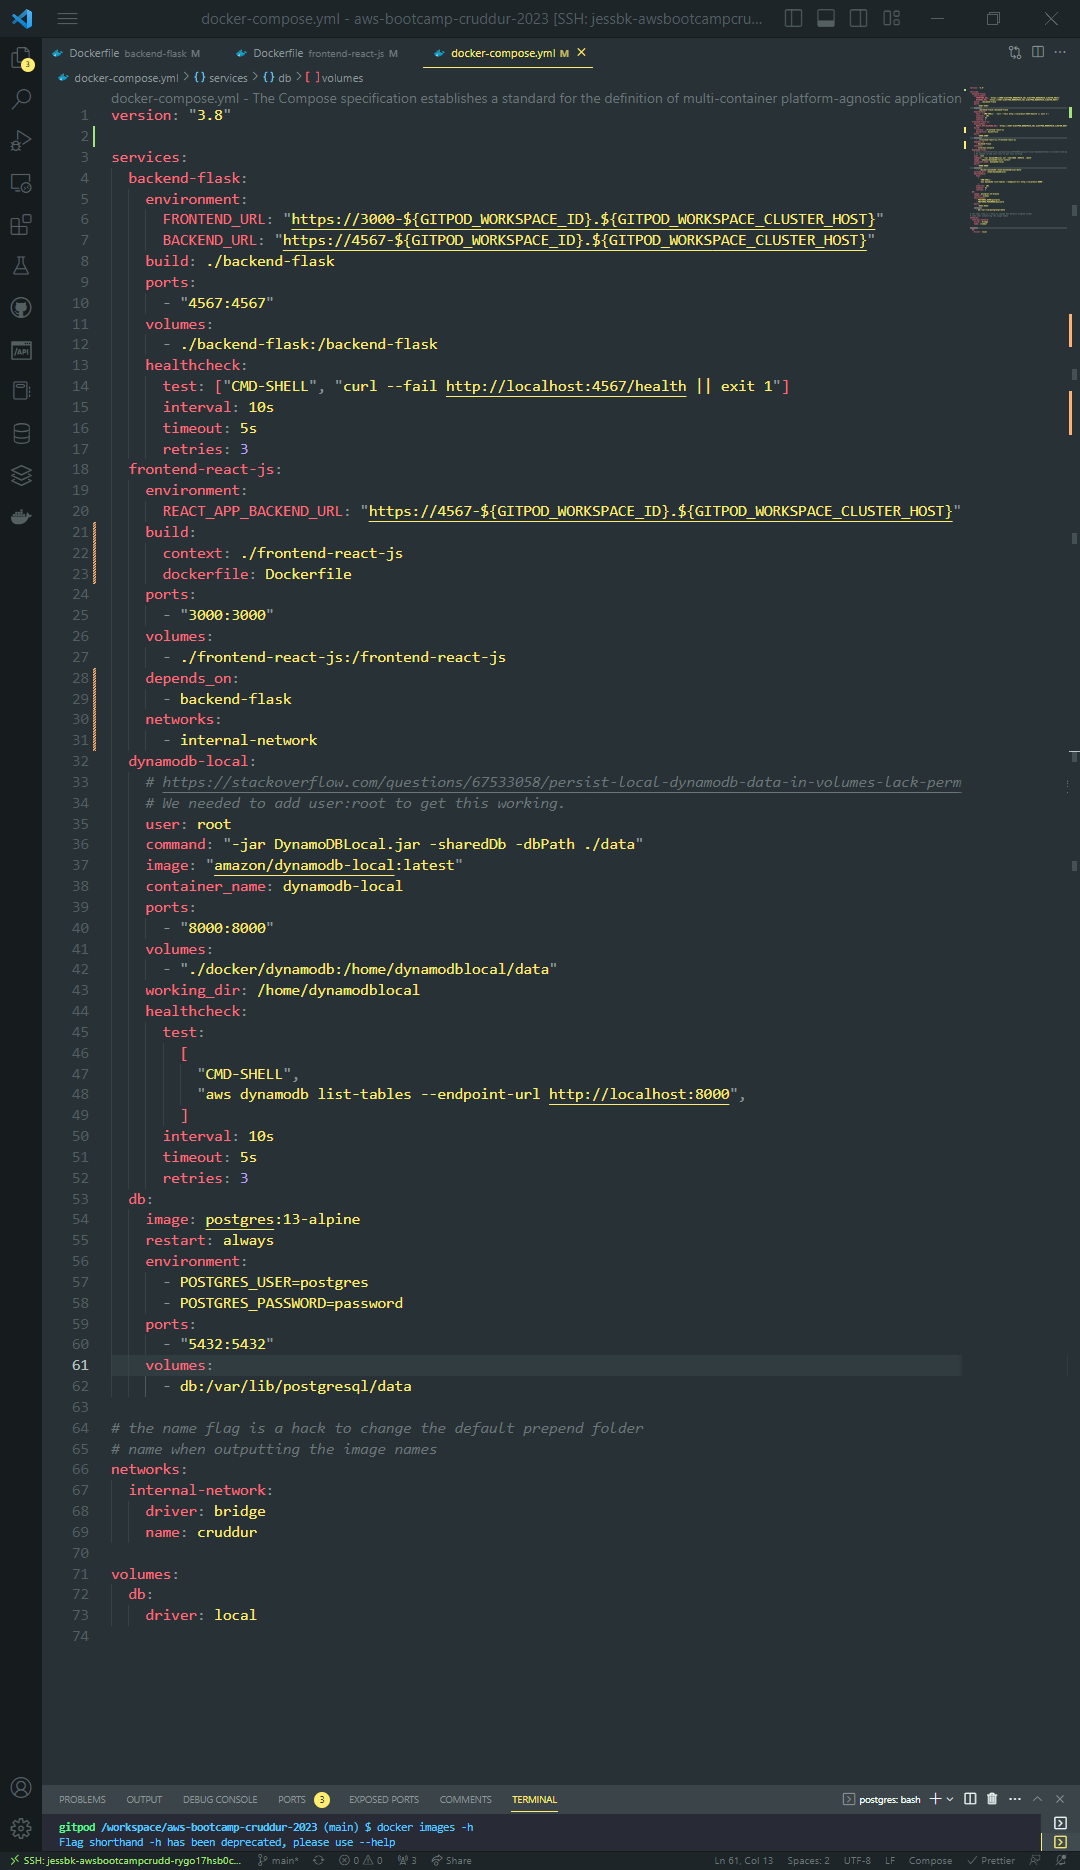 docker-compose.yml - aws-bootcamp-cruddur-2023 [SSH: jessbk-awsbootcampcru...
Dockerfile backend-flask M
Dockerfile frontend-react-js M
docker-compose.yml M
docker-compose.yml > {} services > {} db > [ ] volumes
docker-compose.yml - The Compose specification establishes a standard for the definition of multi-container platform-agnostic application
1 version: "3.8"
2
3 services:
4 backend-flask:
5 environment:
6 FRONTEND_URL: "https://3000-${GITPOD_WORKSPACE_ID}.${GITPOD_WORKSPACE_CLUSTER_HOST}"
7 BACKEND_URL: "https://4567-${GITPOD_WORKSPACE_ID}.${GITPOD_WORKSPACE_CLUSTER_HOST}"
8 build: ./backend-flask
9 ports:
10 - "4567:4567"
11 volumes:
12 - ./backend-flask:/backend-flask
13 healthcheck:
14 test: ["CMD-SHELL", "curl --fail http://localhost:4567/health || exit 1"]
15 interval: 10s
16 timeout: 5s
17 retries: 3
18 frontend-react-js:
19 environment:
20 REACT_APP_BACKEND_URL: "https://4567-${GITPOD_WORKSPACE_ID}.${GITPOD_WORKSPACE_CLUSTER_HOST}"
21 build:
22 context: ./frontend-react-js
23 dockerfile: Dockerfile
24 ports:
25 - "3000:3000"
26 volumes:
27 - ./frontend-react-js:/frontend-react-js
28 depends_on:
29 - backend-flask
30 networks:
31 - internal-network
32 dynamodb-local:
33 # https://stackoverflow.com/questions/67533058/persist-local-dynamodb-data-in-volumes-lack-perm
34 # We needed to add user:root to get this working.
35 user: root
36 command: "-jar DynamoDBLocal.jar -sharedDb -dbPath ./data"
37 image: "amazon/dynamodb-local:latest"
38 container_name: dynamodb-local
39 ports:
40 - "8000:8000"
41 volumes:
42 - "./docker/dynamodb:/home/dynamodblocal/data"
43 working_dir: /home/dynamodblocal
44 healthcheck:
45 test:
46 [
47 "CMD-SHELL",
48 "aws dynamodb list-tables --endpoint-url http://localhost:8000",
49 ]
50 interval: 10s
51 timeout: 5s
52 retries: 3
53 db:
54 image: postgres:13-alpine
55 restart: always
56 environment:
57 - POSTGRES_USER=postgres
58 - POSTGRES_PASSWORD=password
59 ports:
60 - "5432:5432"
61 volumes:
62 - db:/var/lib/postgresql/data
63
64 # the name flag is a hack to change the default prepend folder
65 # name when outputting the image names
66 networks:
67 internal-network:
68 driver: bridge
69 name: cruddur
70
71 volumes:
72 db:
73 driver: local
74
3
/API
PROBLEMS OUTPUT DEBUG CONSOLE PORTS 3 EXPOSED PORTS COMMENTS TERMINAL
postgres: bash
gitpod /workspace/aws-bootcamp-cruddur-2023 (main) $ docker images -h
Flag shorthand -h has been deprecated, please use --help
SSH: jessbk-awsbootcampcrudd-rygo17hsb0c... main* 0 0 3 Share Ln 61, Col 13 Spaces: 2 UTF-8 LF Compose Prettier